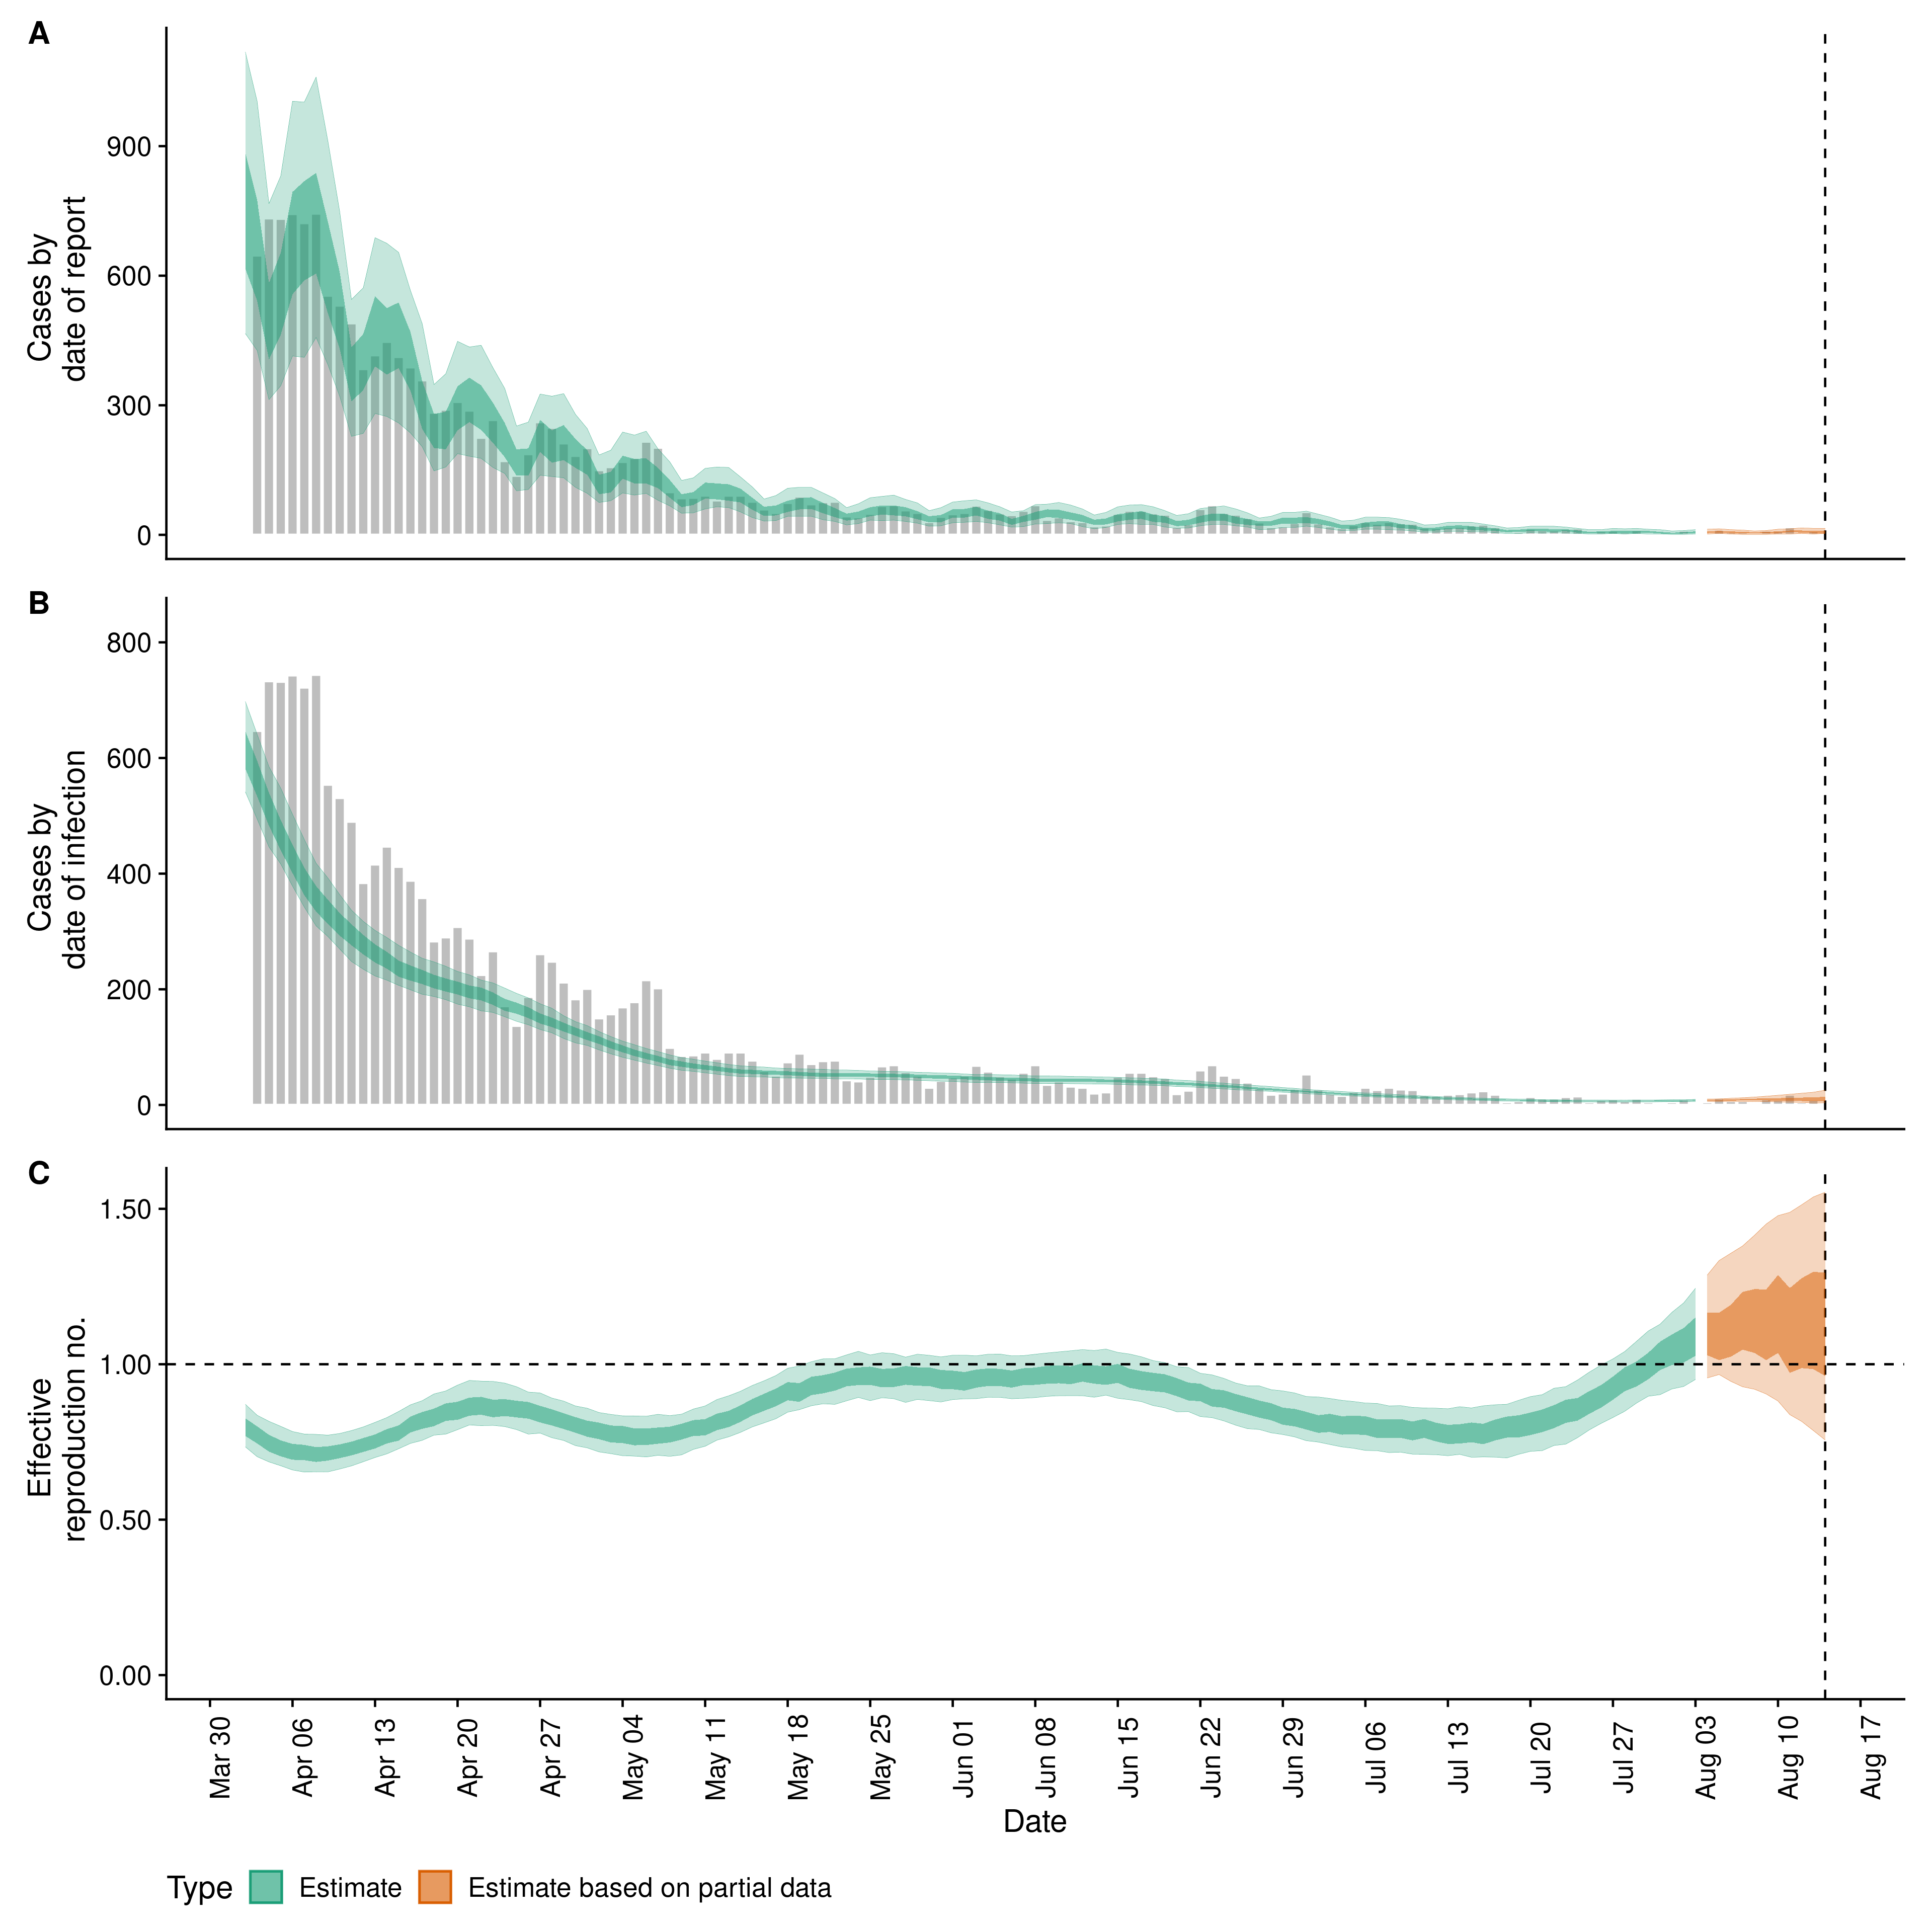 A
900
600
300
0
Cases by
date of report
B
800
600
400
200
0
Cases by
date of infection
C
1.50
1.00
0.50
0.00
Effective
reproduction no.
Mar 30
Apr 06
Apr 13
Apr 20
Apr 27
May 04
May 11
May 18
May 25
Jun 01
Jun 08
Jun 15
Jun 22
Jun 29
Jul 06
Jul 13
Jul 20
Jul 27
Aug 03
Aug 10
Aug 17
Date
Type Estimate Estimate based on partial data